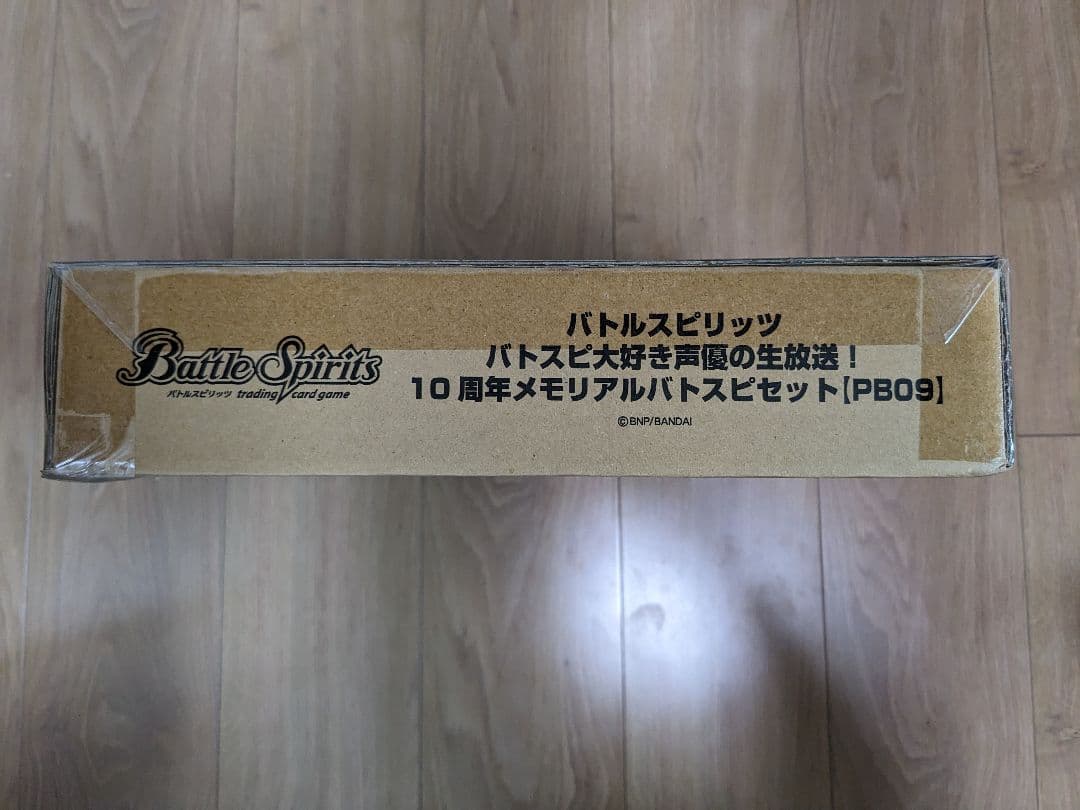 Battle Spirits
バトルスピリッツ trading card game
バトルスピリッツ
バトスピ大好き声優の生放送！
10周年メモリアルバトスピセット【PB09】
©BNP/BANDAI